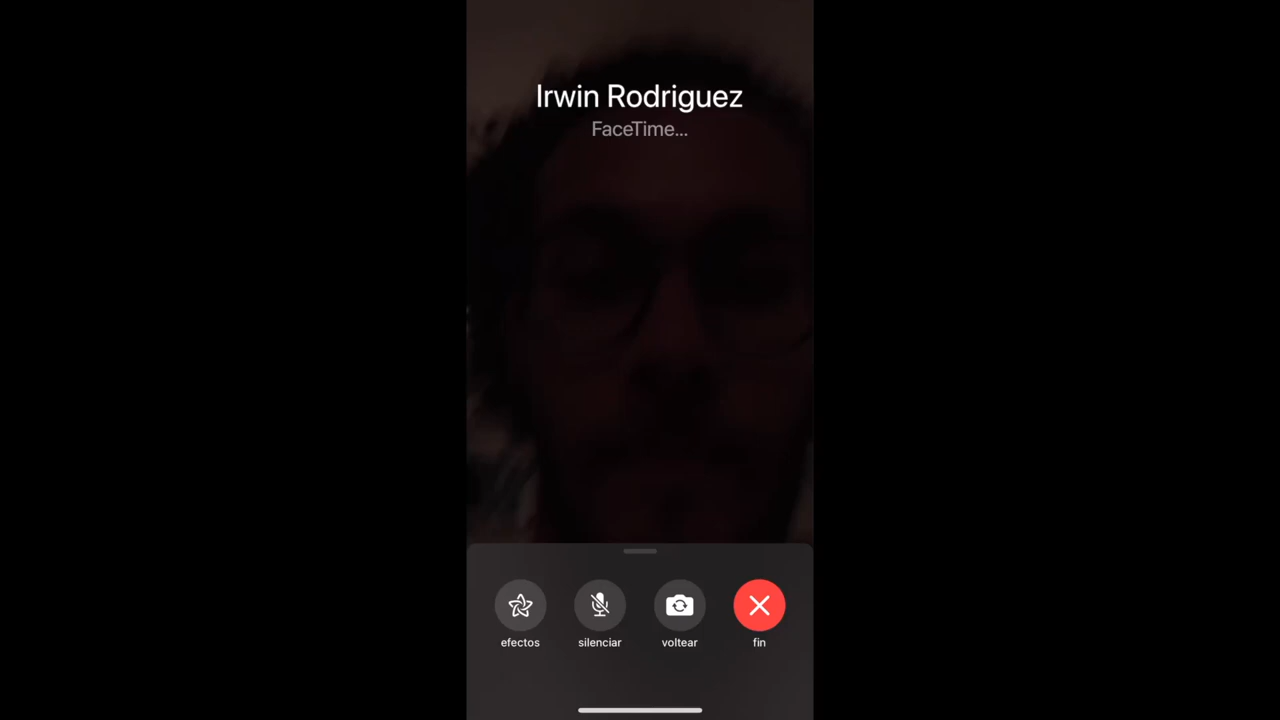 Irwin Rodriguez
FaceTime...
efectos
silenciar
voltear
fin